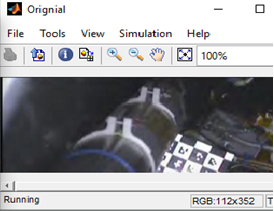 Orignial
File Tools View Simulation Help
100%
Running RGB:112x352 T